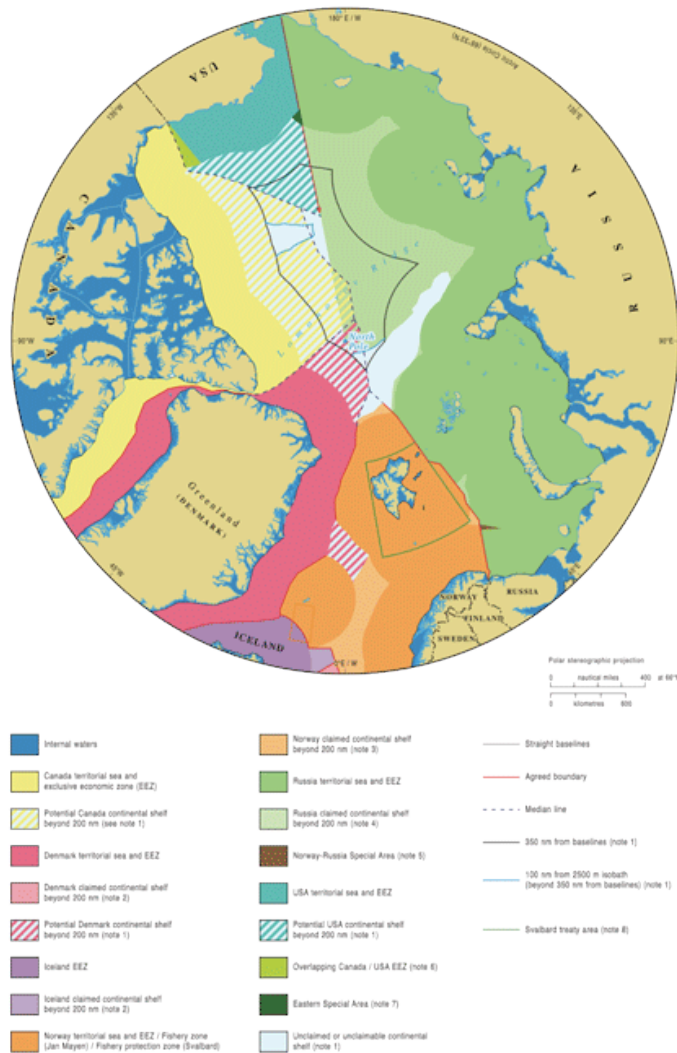 180° E / W
Arctic Circle (66°33'N)
USA
CANADA
RUSSIA
90°W
90°E
LOMONOSOV RIDGE
North
Pole
Greenland
(DENMARK)
45°W
ICELAND
0°E / W
NORWAY
RUSSIA
FINLAND
SWEDEN
Polar stereographic projection
0 nautical miles 400 at 66°N
0 kilometres 600
Internal waters
Canada territorial sea and
exclusive economic zone (EEZ)
Potential Canada continental shelf
beyond 200 nm (see note 1)
Denmark territorial sea and EEZ
Denmark claimed continental shelf
beyond 200 nm (note 2)
Potential Denmark continental shelf
beyond 200 nm (note 1)
Iceland EEZ
Iceland claimed continental shelf
beyond 200 nm (note 2)
Norway territorial sea and EEZ / Fishery zone
(Jan Mayen) / Fishery protection zone (Svalbard)
Norway claimed continental shelf
beyond 200 nm (note 3)
Russia territorial sea and EEZ
Russia claimed continental shelf
beyond 200 nm (note 4)
Norway-Russia Special Area (note 5)
USA territorial sea and EEZ
Potential USA continental shelf
beyond 200 nm (note 1)
Overlapping Canada / USA EEZ (note 6)
Eastern Special Area (note 7)
Unclaimed or unclaimable continental
shelf (note 1)
Straight baselines
Agreed boundary
Median line
350 nm from baselines (note 1)
100 nm from 2500 m isobath
(beyond 350 nm from baselines) (note 1)
Svalbard treaty area (note 8)